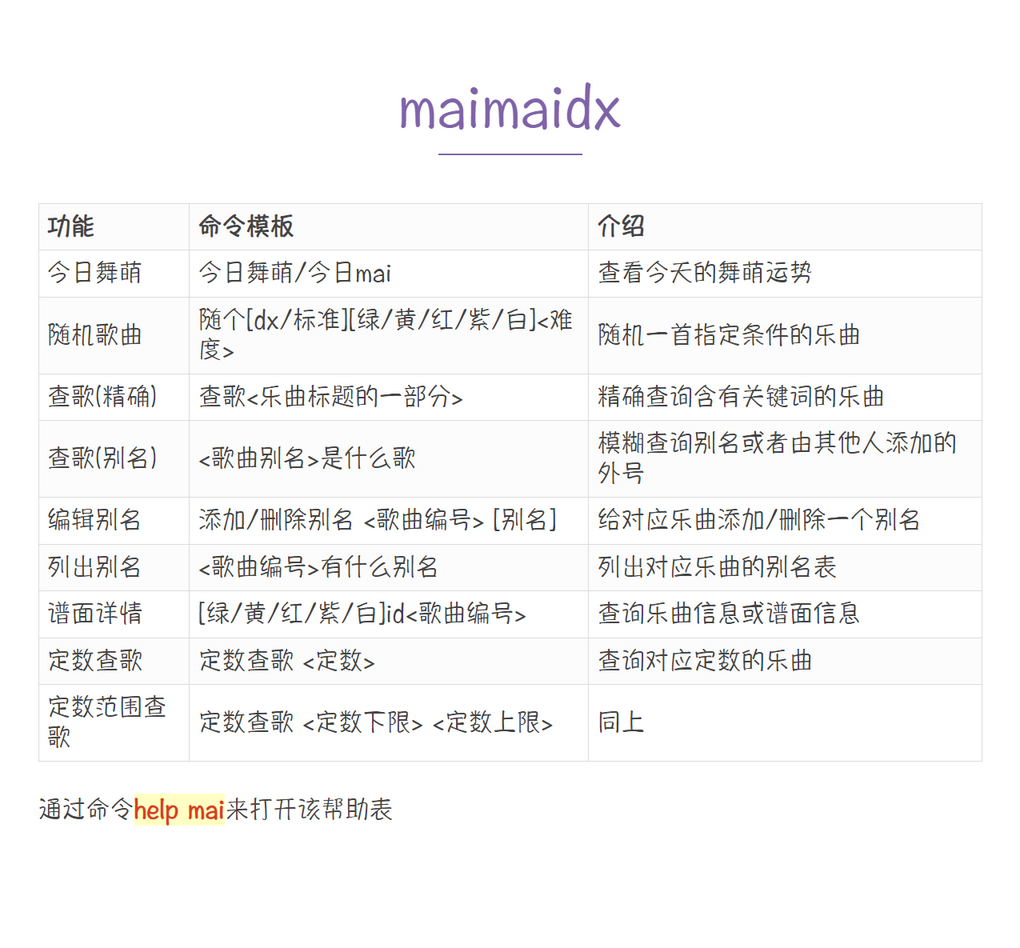 maimaidx
功能 命令模板 介绍
今日舞萌 今日舞萌/今日mai 查看今天的舞萌运势
随机歌曲 随个[dx/标准][绿/黄/红/紫/白]<难
度> 随机一首指定条件的乐曲
查歌(精确) 查歌<乐曲标题的一部分> 精确查询含有关键词的乐曲
查歌(别名) <歌曲别名>是什么歌 模糊查询别名或者由其他人添加的
外号
编辑别名 添加/删除别名 <歌曲编号> [别名] 给对应乐曲添加/删除一个别名
列出别名 <歌曲编号>有什么别名 列出对应乐曲的别名表
谱面详情 [绿/黄/红/紫/白]id<歌曲编号> 查询乐曲信息或谱面信息
定数查歌 定数查歌 <定数> 查询对应定数的乐曲
定数范围查
歌 定数查歌 <定数下限> <定数上限> 同上
通过命令help mai来打开该帮助表